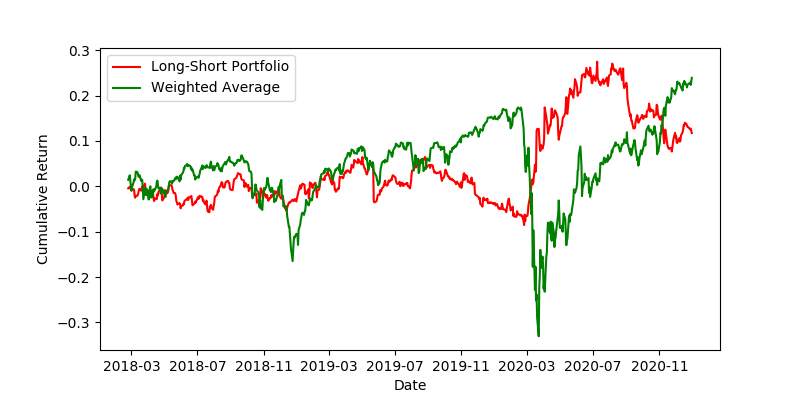 Long-Short Portfolio
Weighted Average
Cumulative Return
0.3
0.2
0.1
0.0
−0.1
−0.2
−0.3
2018-03 2018-07 2018-11 2019-03 2019-07 2019-11 2020-03 2020-07 2020-11
Date